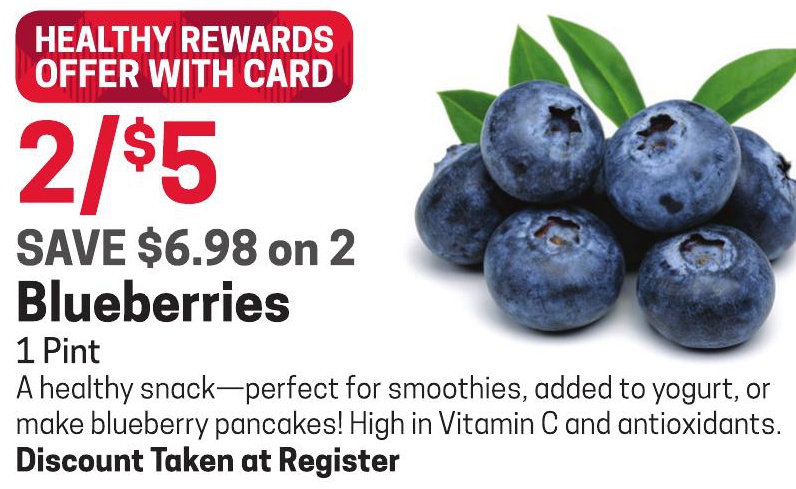 HEALTHY REWARDS
OFFER WITH CARD
2/$5
SAVE $6.98 on 2
Blueberries
1 Pint
A healthy snack—perfect for smoothies, added to yogurt, or
make blueberry pancakes! High in Vitamin C and antioxidants.
Discount Taken at Register